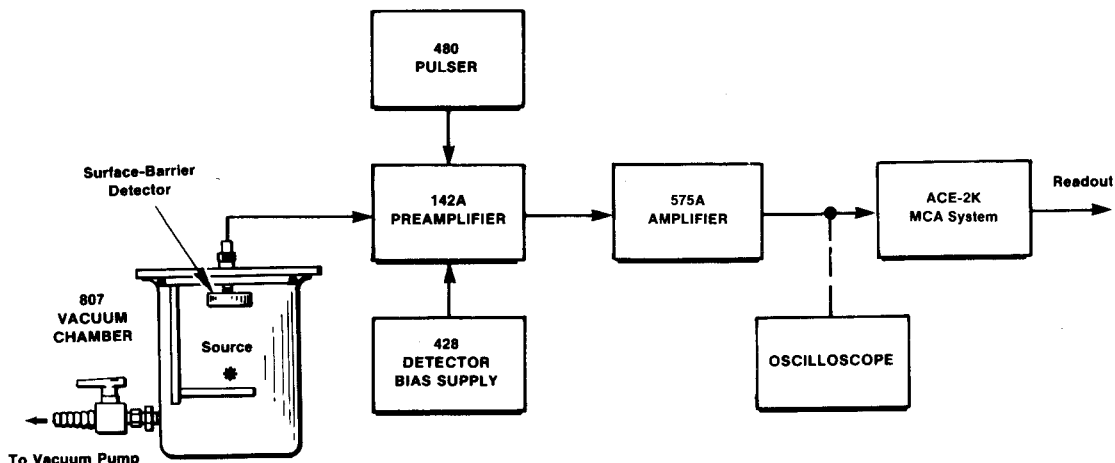 480
PULSER
Surface-Barrier
Detector
142A
PREAMPLIFIER
575A
AMPLIFIER
ACE-2K
MCA System
Readout
807
VACUUM
CHAMBER
Source
428
DETECTOR
BIAS SUPPLY
OSCILLOSCOPE
To Vacuum Pump